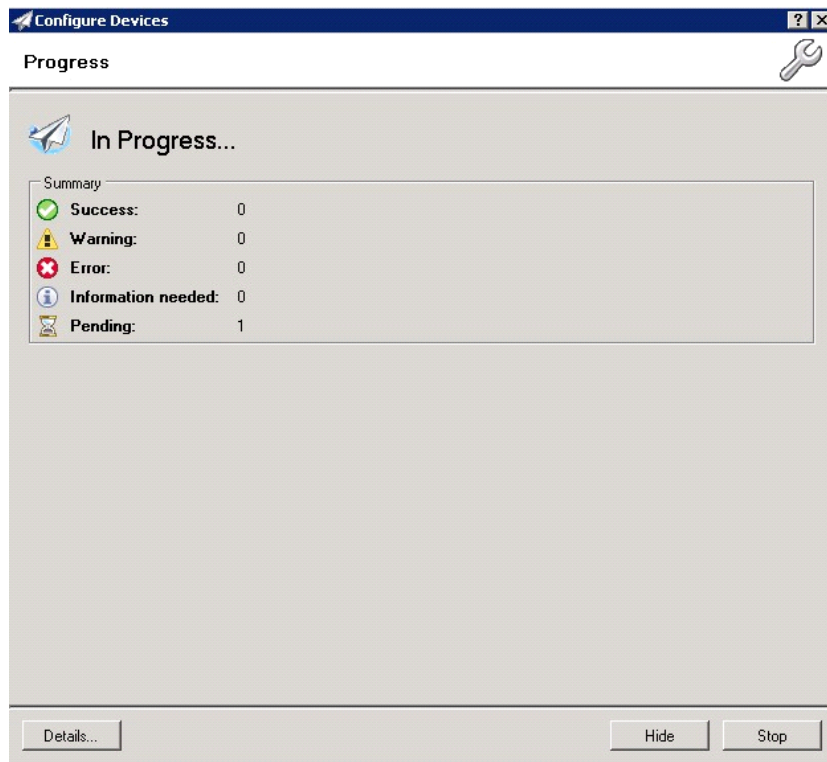 Configure Devices
Progress
In Progress...
Summary
Success: 0
Warning: 0
Error: 0
Information needed: 0
Pending: 1
Details... Hide Stop